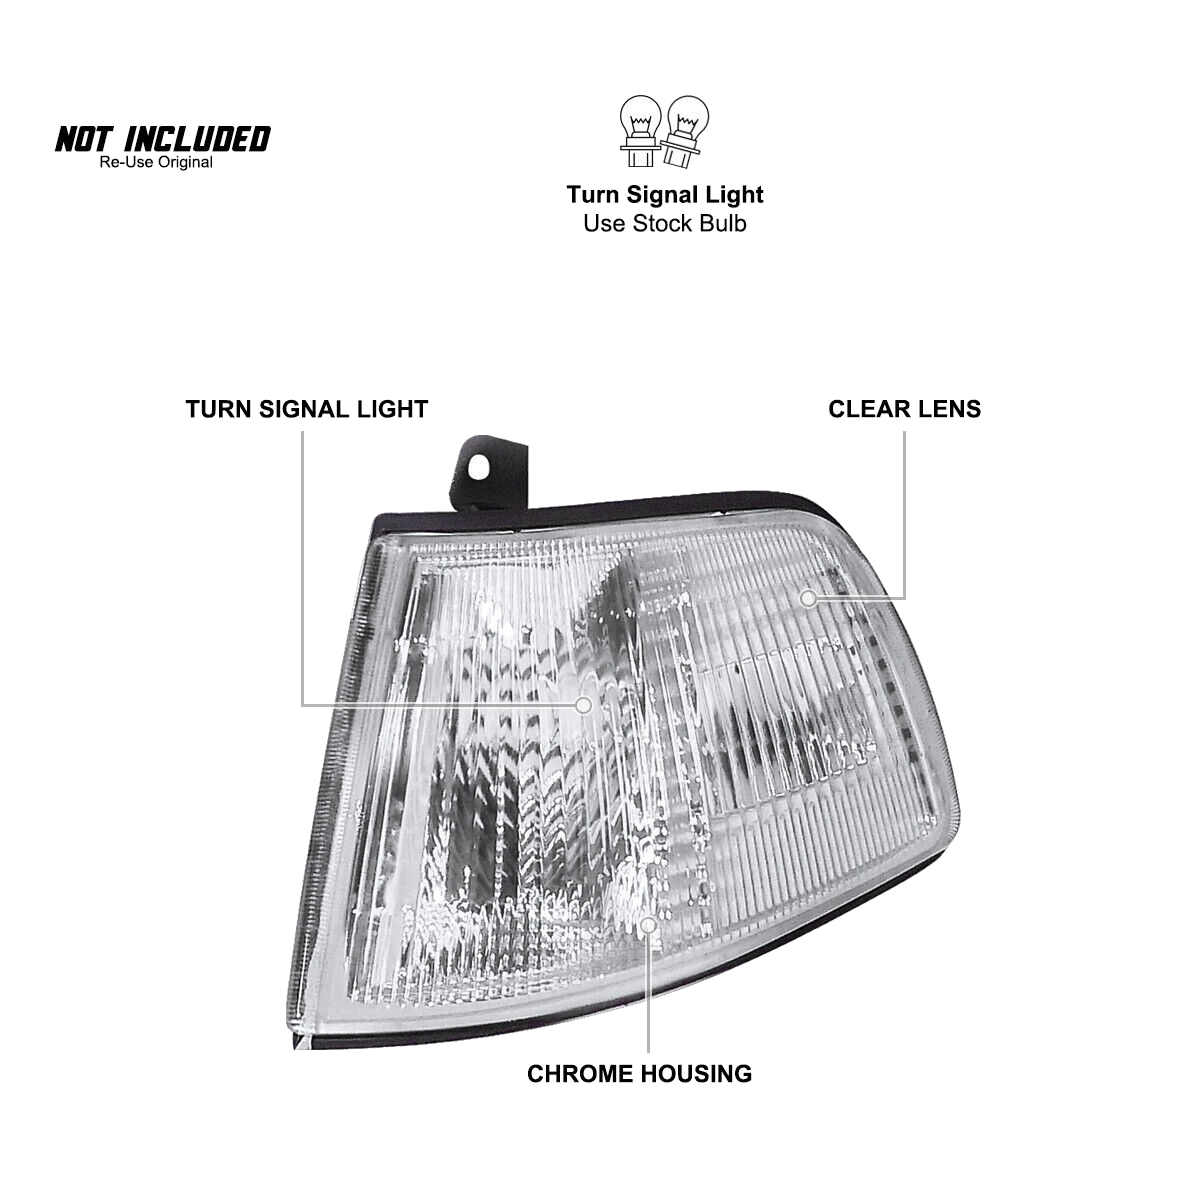 NOT INCLUDED
Re-Use Original
Turn Signal Light
Use Stock Bulb
TURN SIGNAL LIGHT
CLEAR LENS
CHROME HOUSING